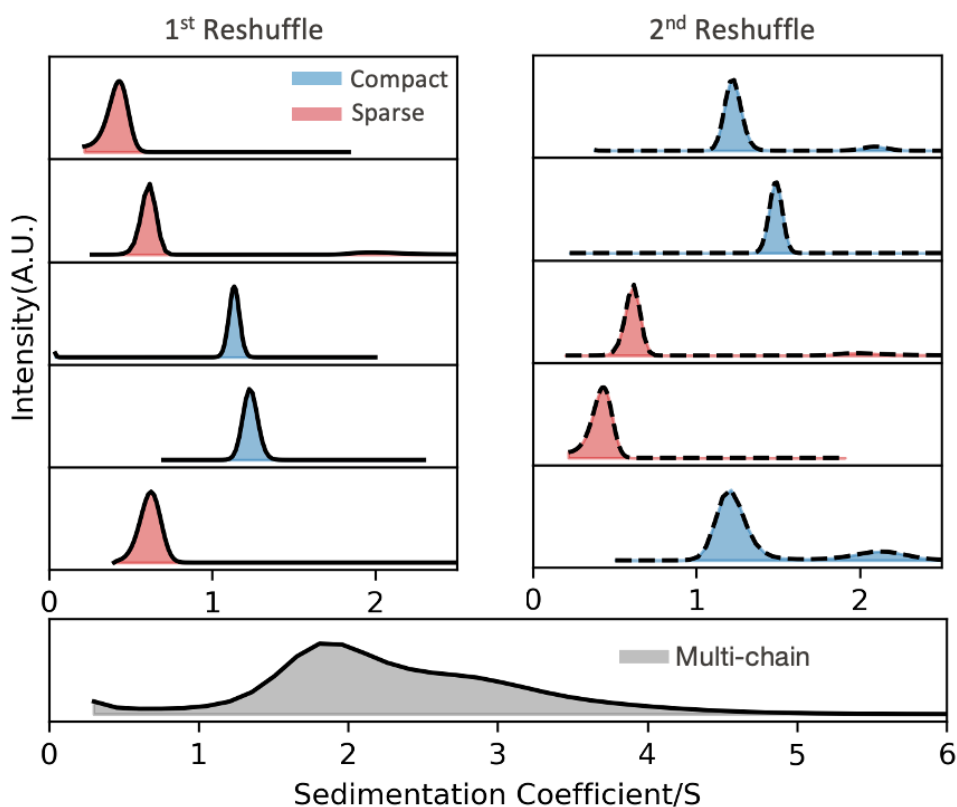 1st Reshuffle
2nd Reshuffle
Compact
Sparse
Intensity(A.U.)
0 1 2
0 1 2
Multi-chain
0 1 2 3 4 5 6
Sedimentation Coefficient/S